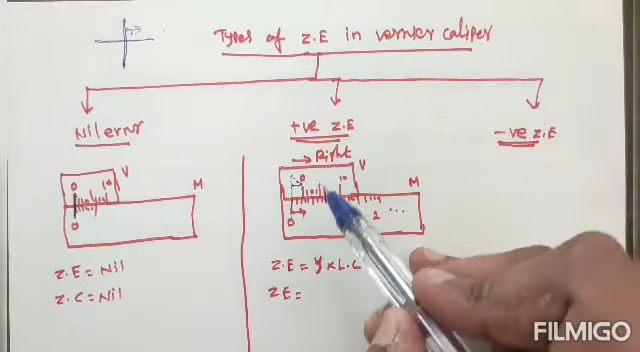 Types of Z.E in vernier caliper
Nil error
+ve Z.E
-ve Z.E
→ Right
0 10 V
M
0
0 10 V
M
0 2 ...
Z.E = Nil
Z.C = Nil
Z.E = y × L.C
ZE =
FILMIGO